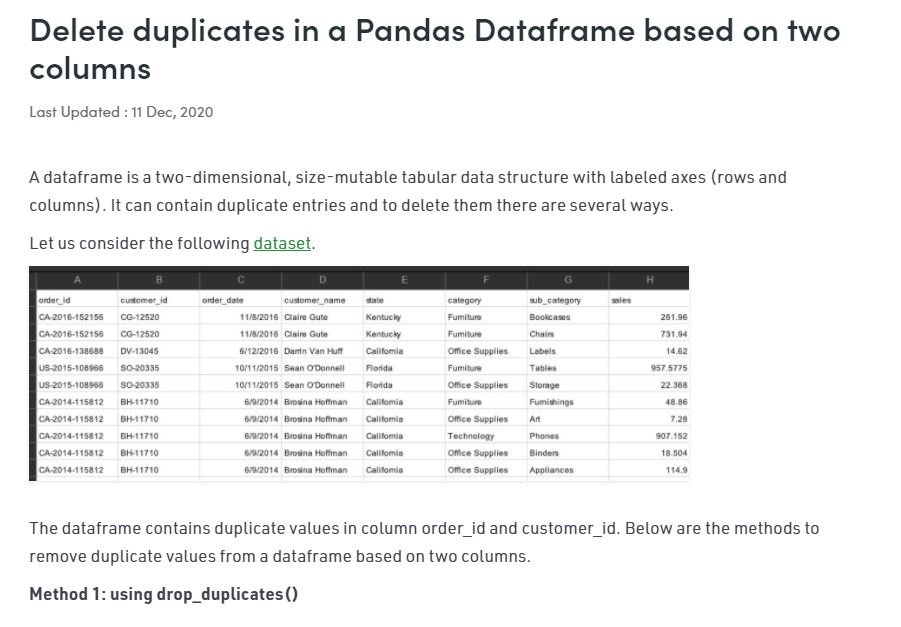 Delete duplicates in a Pandas Dataframe based on two
columns
Last Updated : 11 Dec, 2020
A dataframe is a two-dimensional, size-mutable tabular data structure with labeled axes (rows and
columns). It can contain duplicate entries and to delete them there are several ways.
Let us consider the following dataset.
A B C D E F G H
order_id customer_id order_date customer_name state category sub_category sales
CA-2016-152156 CG-12520 11/8/2016 Claire Gute Kentucky Furniture Bookcases 261.96
CA-2016-152156 CG-12520 11/8/2016 Claire Gute Kentucky Furniture Chairs 731.94
CA-2016-138688 DV-13045 6/12/2016 Darrin Van Huff California Office Supplies Labels 14.62
US-2015-108966 SO-20335 10/11/2015 Sean O'Donnell Florida Furniture Tables 957.5775
US-2015-108966 SO-20335 10/11/2015 Sean O'Donnell Florida Office Supplies Storage 22.368
CA-2014-115812 BH-11710 6/9/2014 Brosina Hoffman California Furniture Furnishings 48.86
CA-2014-115812 BH-11710 6/9/2014 Brosina Hoffman California Office Supplies Art 7.28
CA-2014-115812 BH-11710 6/9/2014 Brosina Hoffman California Technology Phones 907.152
CA-2014-115812 BH-11710 6/9/2014 Brosina Hoffman California Office Supplies Binders 18.504
CA-2014-115812 BH-11710 6/9/2014 Brosina Hoffman California Office Supplies Appliances 114.9
The dataframe contains duplicate values in column order_id and customer_id. Below are the methods to
remove duplicate values from a dataframe based on two columns.
Method 1: using drop_duplicates()